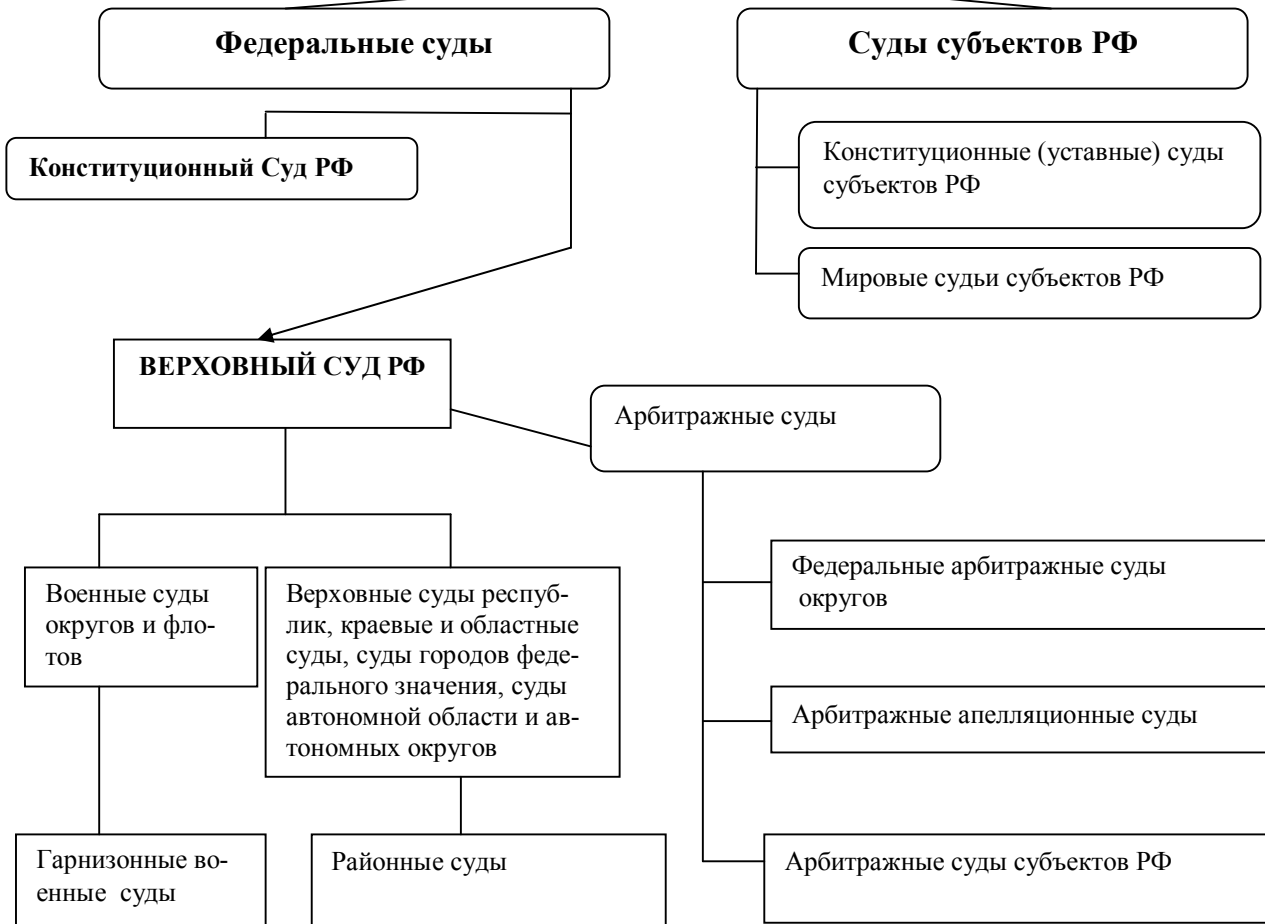 Федеральные суды
Суды субъектов РФ
Конституционный Суд РФ
Конституционные (уставные) суды
субъектов РФ
Мировые судьи субъектов РФ
ВЕРХОВНЫЙ СУД РФ
Арбитражные суды
Военные суды
округов и фло-
тов
Верховные суды респуб-
лик, краевые и областные
суды, суды городов феде-
рального значения, суды
автономной области и ав-
тономных округов
Федеральные арбитражные суды
округов
Арбитражные апелляционные суды
Гарнизонные во-
енные суды
Районные суды
Арбитражные суды субъектов РФ